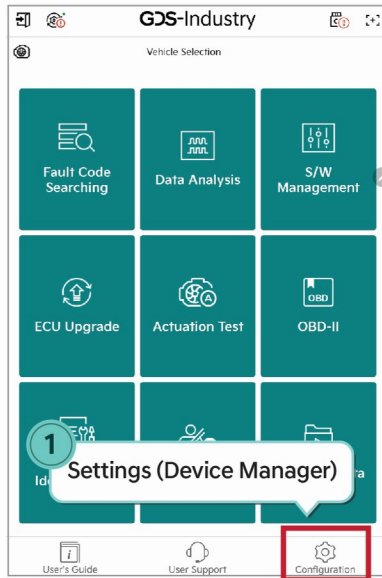 GDS-Industry
Vehicle Selection
Fault Code
Searching
Data Analysis
S/W
Management
ECU Upgrade
Actuation Test
OBD
OBD-II
1
Settings (Device Manager)
User's Guide
User Support
Configuration